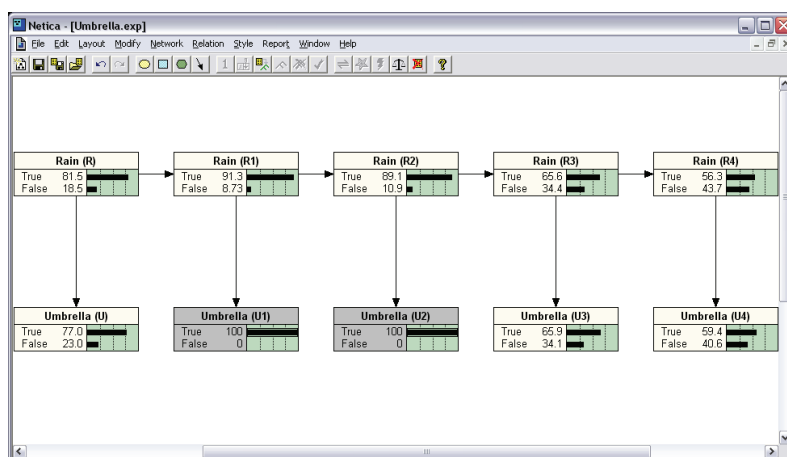 Netica - [Umbrella.exp]
File Edit Layout Modify Network Relation Style Report Window Help
Rain (R)
True 81.5
False 18.5
Rain (R1)
True 91.3
False 8.73
Rain (R2)
True 89.1
False 10.9
Rain (R3)
True 65.6
False 34.4
Rain (R4)
True 56.3
False 43.7
Umbrella (U)
True 77.0
False 23.0
Umbrella (U1)
True 100
False 0
Umbrella (U2)
True 100
False 0
Umbrella (U3)
True 65.9
False 34.1
Umbrella (U4)
True 59.4
False 40.6